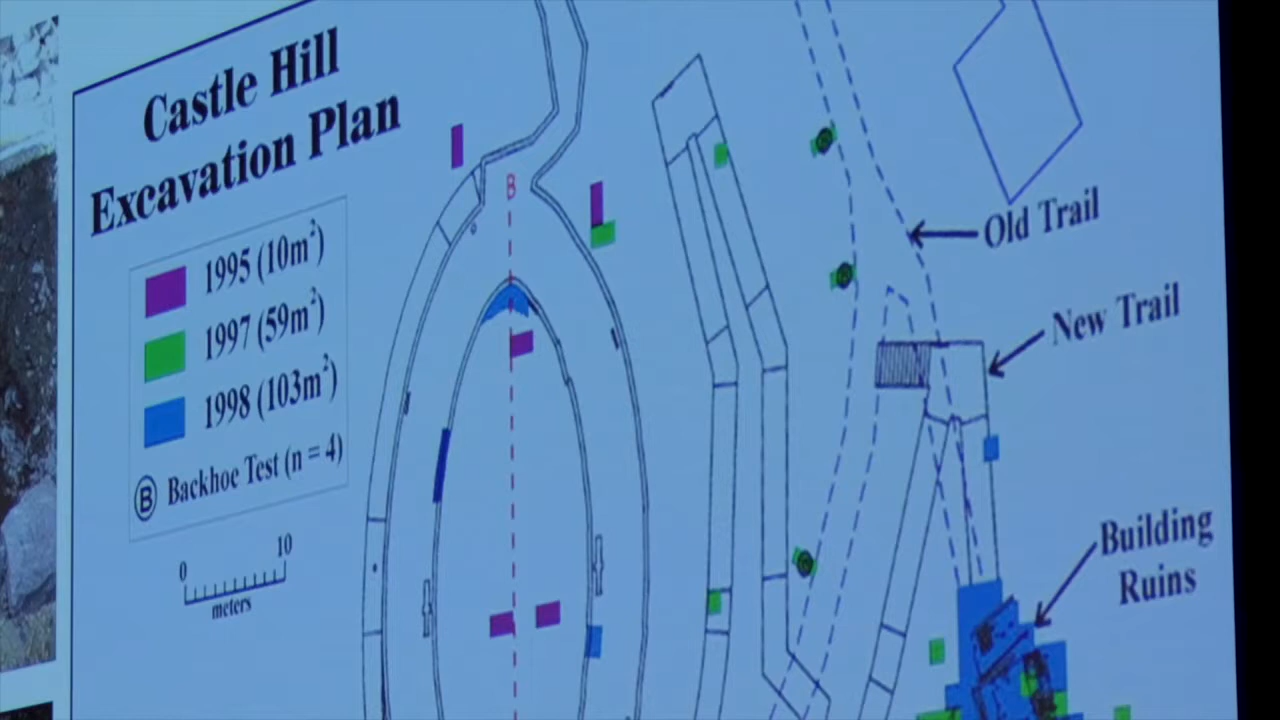 Castle Hill
Excavation Plan
1995 (10m²)
1997 (59m²)
1998 (103m²)
B Backhoe Test (n = 4)
0 10
meters
B
Old Trail
New Trail
Building
Ruins